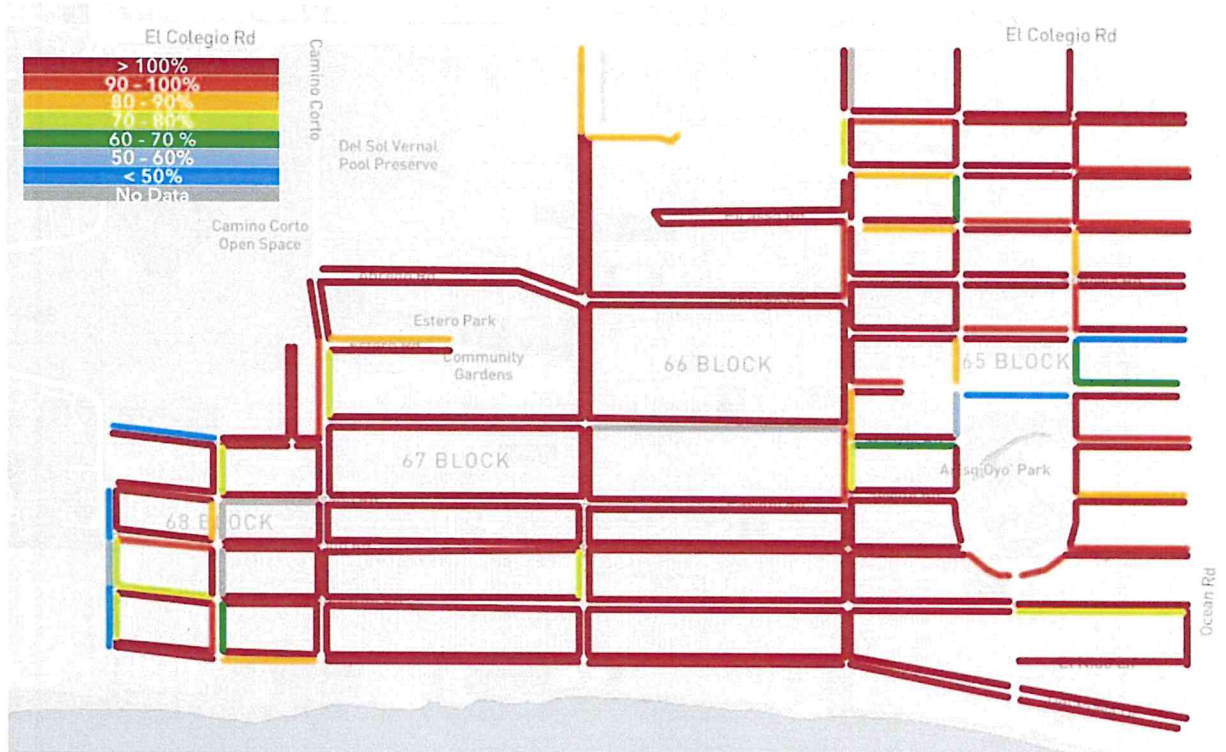 El Colegio Rd
El Colegio Rd
Camino Corto
> 100%
90 - 100%
80 - 90%
70 - 80%
60 - 70 %
50 - 60%
< 50%
No Data
Del Sol Vernal
Pool Preserve
Camino Corto
Open Space
Estero Park
Community
Gardens
66 BLOCK
65 BLOCK
67 BLOCK
Park
68 BLOCK
Ocean Rd